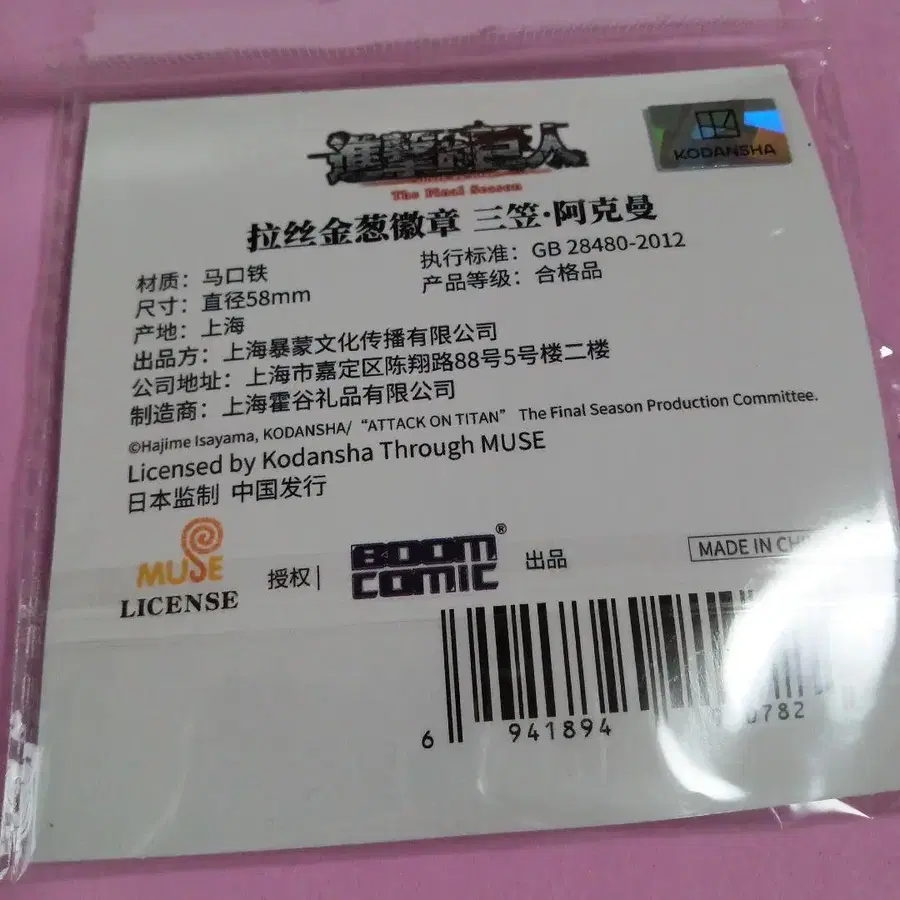 進撃の巨人
The Final Season
KODANSHA
拉丝金葱徽章 三笠·阿克曼
材质：马口铁 执行标准：GB 28480-2012
尺寸：直径58mm 产品等级：合格品
产地：上海
出品方：上海暴蒙文化传播有限公司
公司地址：上海市嘉定区陈翔路88号5号楼二楼
制造商：上海霍谷礼品有限公司
©Hajime Isayama, KODANSHA/ “ATTACK ON TITAN” The Final Season Production Committee.
Licensed by Kodansha Through MUSE
日本监制 中国发行
MUSE
LICENSE
授权|
BOOM
COMIC®
出品
MADE IN
6 941894